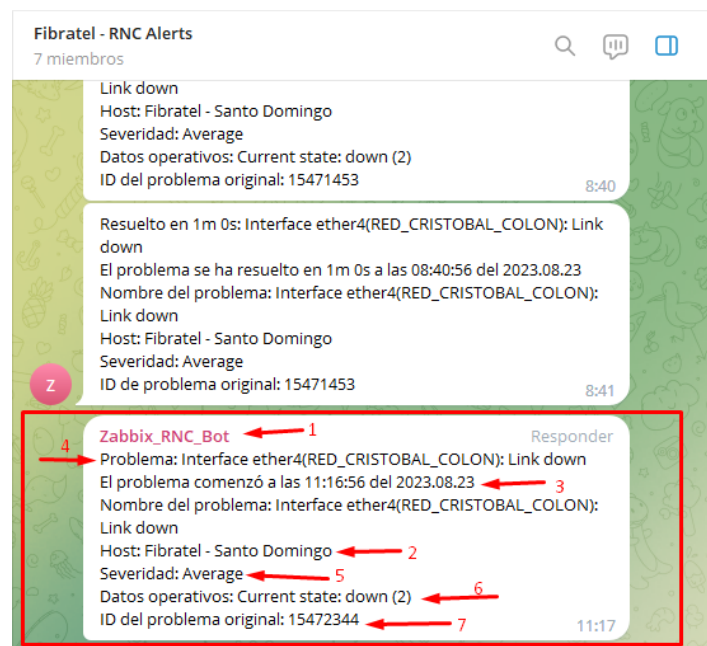 Fibratel - RNC Alerts
7 miembros
Link down
Host: Fibratel - Santo Domingo
Severidad: Average
Datos operativos: Current state: down (2)
ID del problema original: 15471453
8:40
Resuelto en 1m 0s: Interface ether4(RED_CRISTOBAL_COLON): Link
down
El problema se ha resuelto en 1m 0s a las 08:40:56 del 2023.08.23
Nombre del problema: Interface ether4(RED_CRISTOBAL_COLON):
Link down
Host: Fibratel - Santo Domingo
Severidad: Average
ID de problema original: 15471453
Z
8:41
Zabbix_RNC_Bot 1 Responder
4
Problema: Interface ether4(RED_CRISTOBAL_COLON): Link down
El problema comenzó a las 11:16:56 del 2023.08.23 3
Nombre del problema: Interface ether4(RED_CRISTOBAL_COLON):
Link down
Host: Fibratel - Santo Domingo 2
Severidad: Average 5
Datos operativos: Current state: down (2) 6
ID del problema original: 15472344 7
11:17